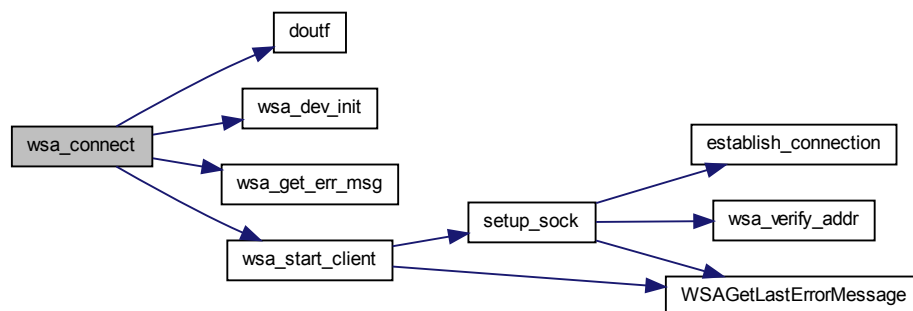 doutf
wsa_dev_init
wsa_connect
establish_connection
wsa_get_err_msg
setup_sock
wsa_verify_addr
wsa_start_client
WSAGetLastErrorMessage